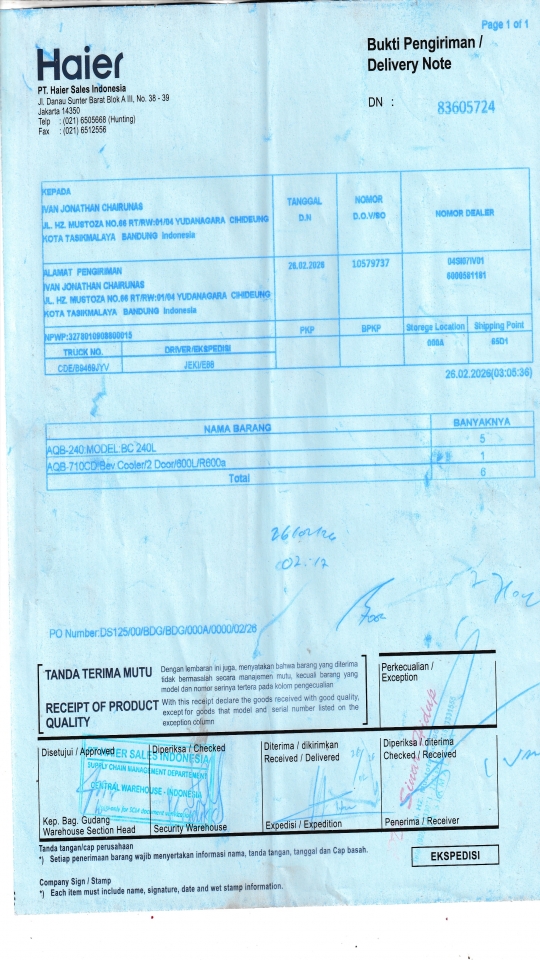 Page 1 of 1
Haier
Bukti Pengiriman /
Delivery Note
PT. Haier Sales Indonesia
Jl. Danau Sunter Barat Blok A III, No. 38 - 39
Jakarta 14350
Telp : (021) 6505668 (Hunting)
Fax : (021) 6512556
DN : 83605724
KEPADA
IVAN JONATHAN CHAIRUNAS
JL. HZ. MUSTOZA NO.66 RT/RW:01/04 YUDANAGARA CIHIDEUNG
KOTA TASIKMALAYA BANDUNG Indonesia
TANGGAL
D.N
NOMOR
D.O.W/SO
NOMOR DEALER
ALAMAT PENGIRIMAN
IVAN JONATHAN CHAIRUNAS
JL. HZ. MUSTOZA NO.66 RT/RW:01/04 YUDANAGARA CIHIDEUNG
KOTA TASIKMALAYA BANDUNG Indonesia
26.02.2026
10579737
04SI07IV01
6006581181
NPWP:3278010908800015
PKP
BPKP
Storage Location
Shipping Point
TRUCK NO.
DRIVER/EKSPEDISI
000A
65D1
JEKI/E88
26.02.2026(03:05:36)
NAMA BARANG
BANYAKNYA
AQB-240:MODEL:BC 240L
5
AQB-710CD/Bev Cooler/2 Door/600L/R600a
1
Total
6
PO Number:DS125/00/BDG/BDG/000A/0000/02/26
TANDA TERIMA MUTU
Dengan lembaran ini juga, menyatakan bahwa barang yang diterima
tidak bermasalah secara manajemen mutu, kecuali barang yang
model dan nomor serinya tertera pada kolom pengecualian
RECEIPT OF PRODUCT
QUALITY
With this receipt declare the goods received with good quality,
except for goods that model and serial number listed on the
exception column
Perkecualian /
Exception
Disetujui / Approved
Diperiksa / Checked
Diterima / dikirimkan
Received / Delivered
Diperiksa / diterima
Checked / Received
HAIER SALES INDONESIA
SUPPLY CHAIN MANAGEMENT DEPARTEMENT
CENTRAL WAREHOUSE - INDONESIA
Sinar Hidup
Kep. Bag. Gudang
Warehouse Section Head
Security Warehouse
Expedisi / Expedition
Penerima / Receiver
Tanda tangan/cap perusahaan
*) Setiap penerimaan barang wajib menyertakan informasi nama, tanda tangan, tanggal dan Cap basah.
EKSPEDISI
Company Sign / Stamp
*) Each item must include name, signature, date and wet stamp information.